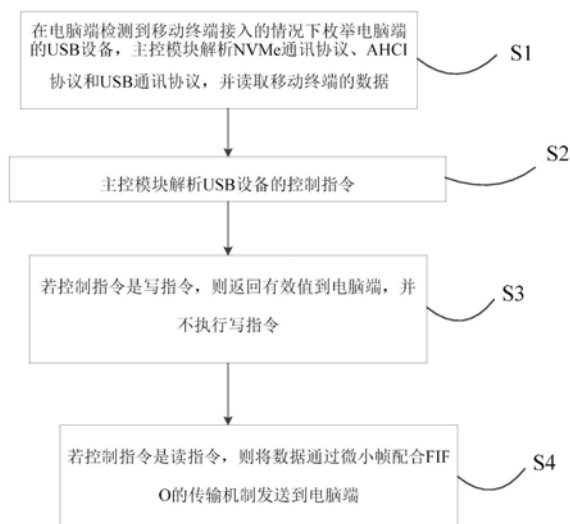 在电脑端检测到移动终端接入的情况下枚举电脑端
的USB设备，主控模块解析NVMe通讯协议、AHCI
协议和USB通讯协议，并读取移动终端的数据
S1
主控模块解析USB设备的控制指令
S2
若控制指令是写指令，则返回有效值到电脑端，并
不执行写指令
S3
若控制指令是读指令，则将数据通过微小帧配合FIF
O的传输机制发送到电脑端
S4